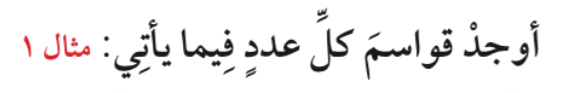 أوجدْ قواسمَ كلِّ عددٍ فِيما يأتِي: مثال ١